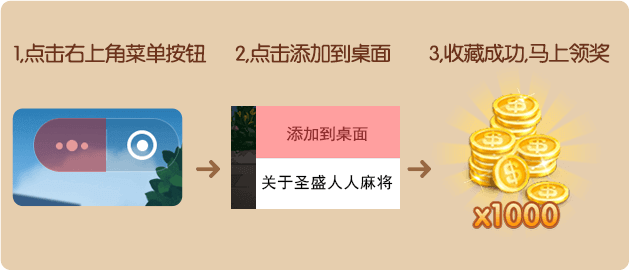 1,点击右上角菜单按钮
2,点击添加到桌面
3,收藏成功,马上领奖
添加到桌面
关于圣盛人人麻将
x1000